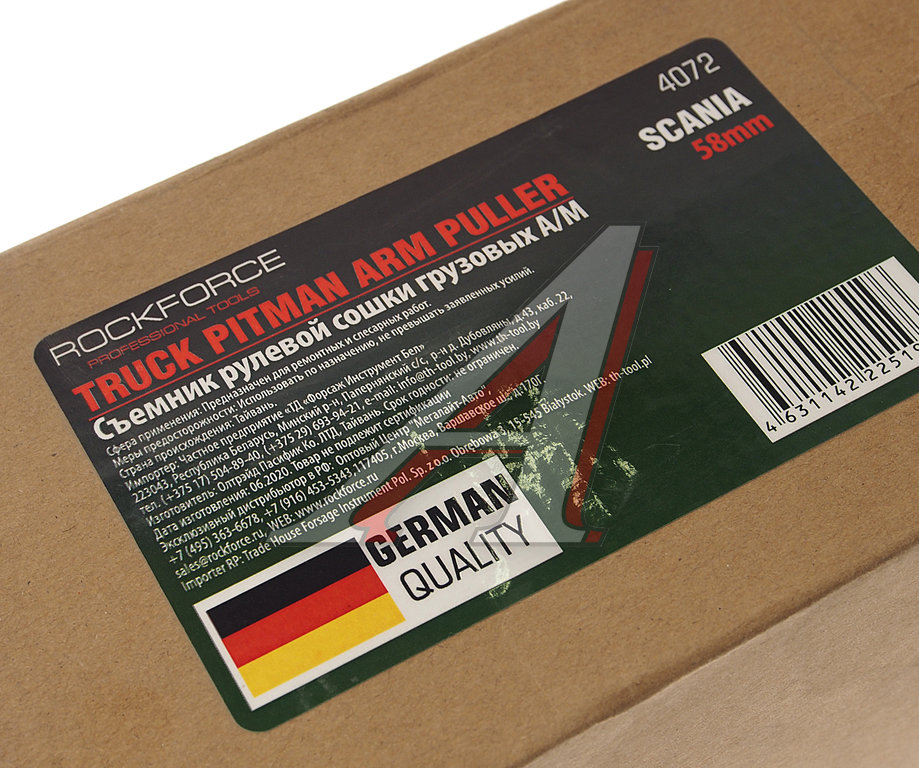 4072
SCANIA
58mm
ROCKFORCE
PROFESSIONAL TOOLS
TRUCK PITMAN ARM PULLER
Съемник рулевой сошки грузовых А/М
Сфера применения: Предназначен для ремонтных и слесарных работ.
Меры предосторожности: Использовать по назначению, не превышать заявленных усилий.
Страна происхождения: Тайвань
Импортер: Частное предприятие «ТД «Форсаж Инструмент Бел»
223043, Республика Беларусь, Минский р-н, Папернянский с/с, р-н д. Дубовляны, д.43, каб. 22,
тел. (+375 17) 504-89-40, (+375 29) 693-94-21, e-mail: info@th-tool.by, www.th-tool.by
Изготовитель: Оптрэйд Пасифик Ко. ЛТД, Тайвань. Срок годности: не ограничен.
Дата изготовления: 06.2020. Товар не подлежит сертификации
Эксклюзивный дистрибьютор в РФ: Оптовый Центр "Мегалайт-Авто",
+7 (495) 363-6678, +7 (916) 453-5343, 117405, г. Москва, Варшавское ш.,
sales@rockforce.ru, WEB: www.rockforce.ru
Importer RP: Trade House Forsage Instrument Pol. Sp. z o.o. Obrębowa 15-545 Białystok, WEB: th-tool.pl
GERMAN
QUALITY
4 631142 22519